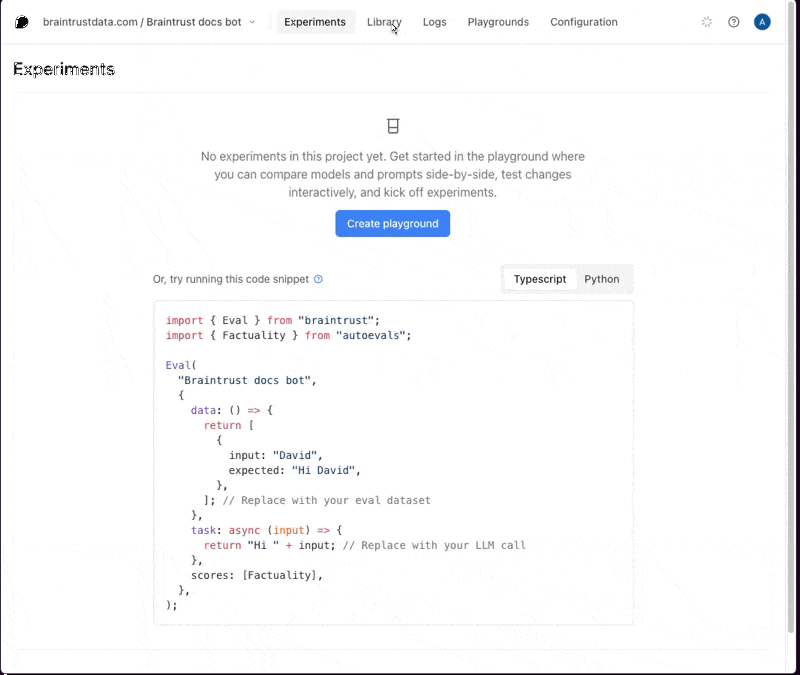 braintrustdata.com / Braintrust docs bot
Experiments
Library
Logs
Playgrounds
Configuration
A
Experiments
No experiments in this project yet. Get started in the playground where
you can compare models and prompts side-by-side, test changes
interactively, and kick off experiments.
Create playground
Or, try running this code snippet
Typescript
Python
import { Eval } from "braintrust";
import { Factuality } from "autoevals";
Eval(
  "Braintrust docs bot",
  {
    data: () => {
      return [
        {
          input: "David",
          expected: "Hi David",
        },
      ]; // Replace with your eval dataset
    },
    task: async (input) => {
      return "Hi " + input; // Replace with your LLM call
    },
    scores: [Factuality],
  },
);